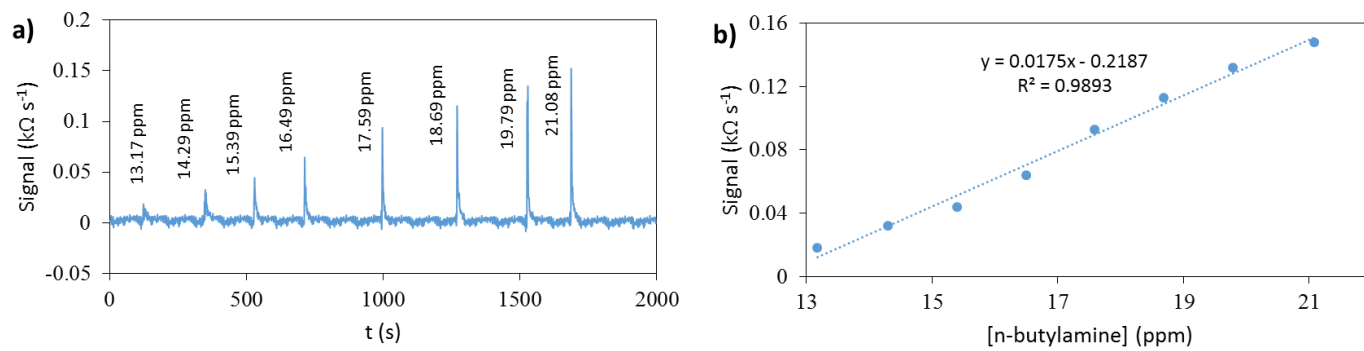 a)
Signal (kΩ s⁻¹)
0.2
0.15
0.1
0.05
0
-0.05
13.17 ppm
14.29 ppm
15.39 ppm
16.49 ppm
17.59 ppm
18.69 ppm
19.79 ppm
21.08 ppm
0
500
1000
1500
2000
t (s)
b)
Signal (kΩ s⁻¹)
0.16
0.12
0.08
0.04
0
y = 0.0175x - 0.2187
R² = 0.9893
13
15
17
19
21
[n-butylamine] (ppm)